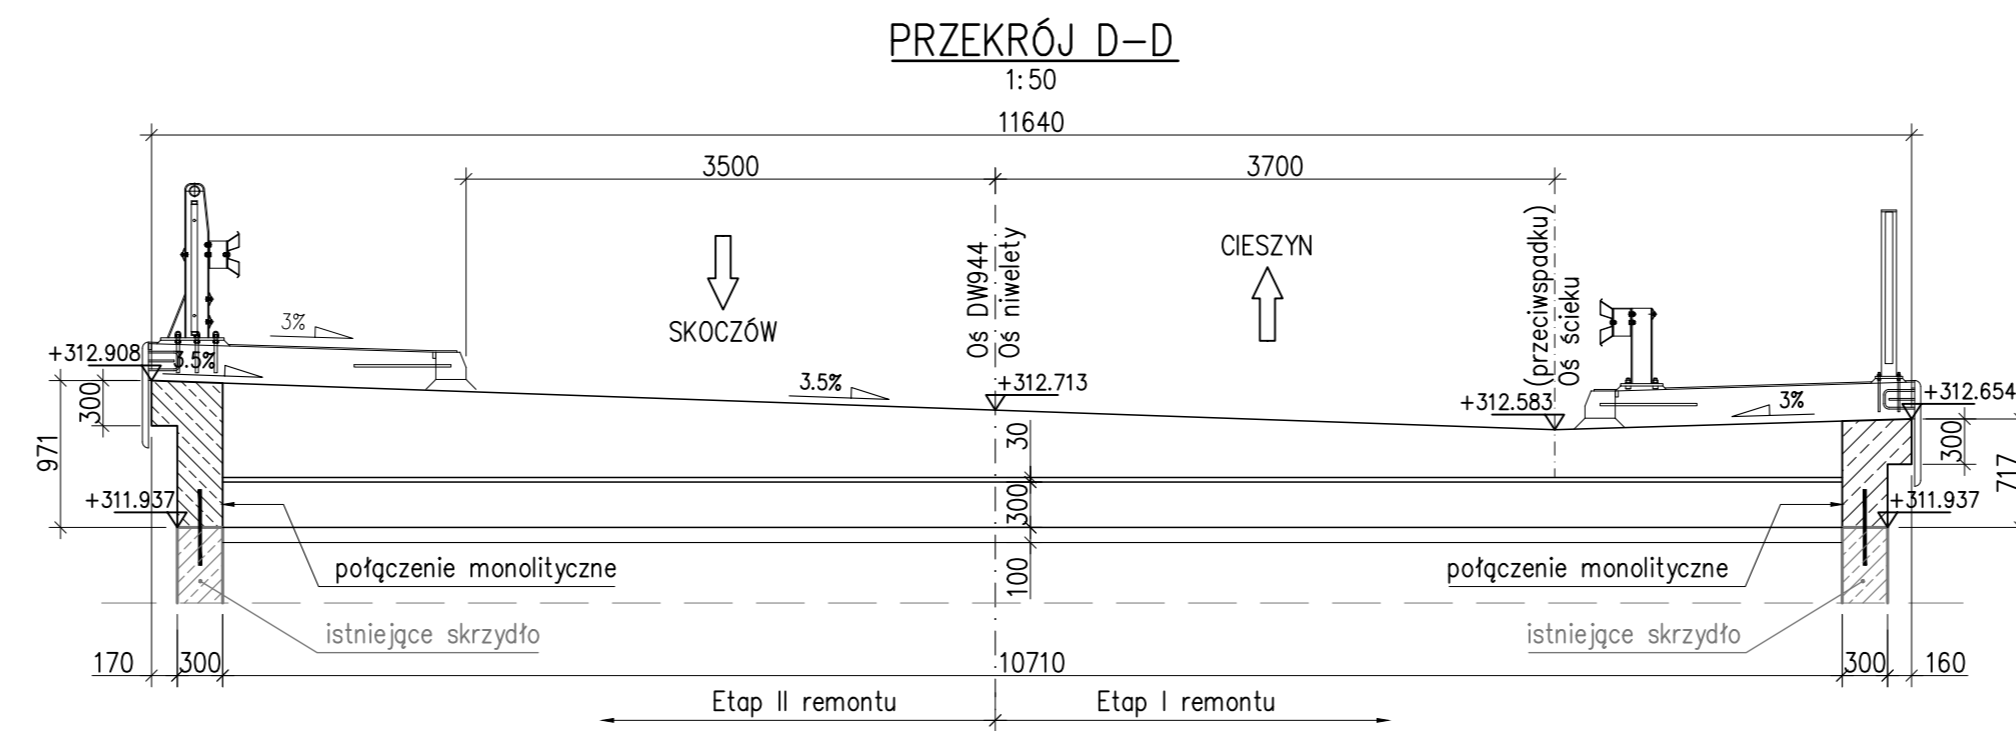 PRZEKRÓJ D-D
1:50
11640
3500
3700
Oś DW944
Oś niwelety
(przeciwspadku)
Oś ścieku
CIESZYN
SKOCZÓW
3%
+312.908
3.5%
3.5%
+312.713
+312.583
3%
+312.654
300
971
30
300
717
+311.937
300
+311.937
połączenie monolityczne
100
połączenie monolityczne
istniejące skrzydło
istniejące skrzydło
170
300
10710
300
160
Etap II remontu
Etap I remontu